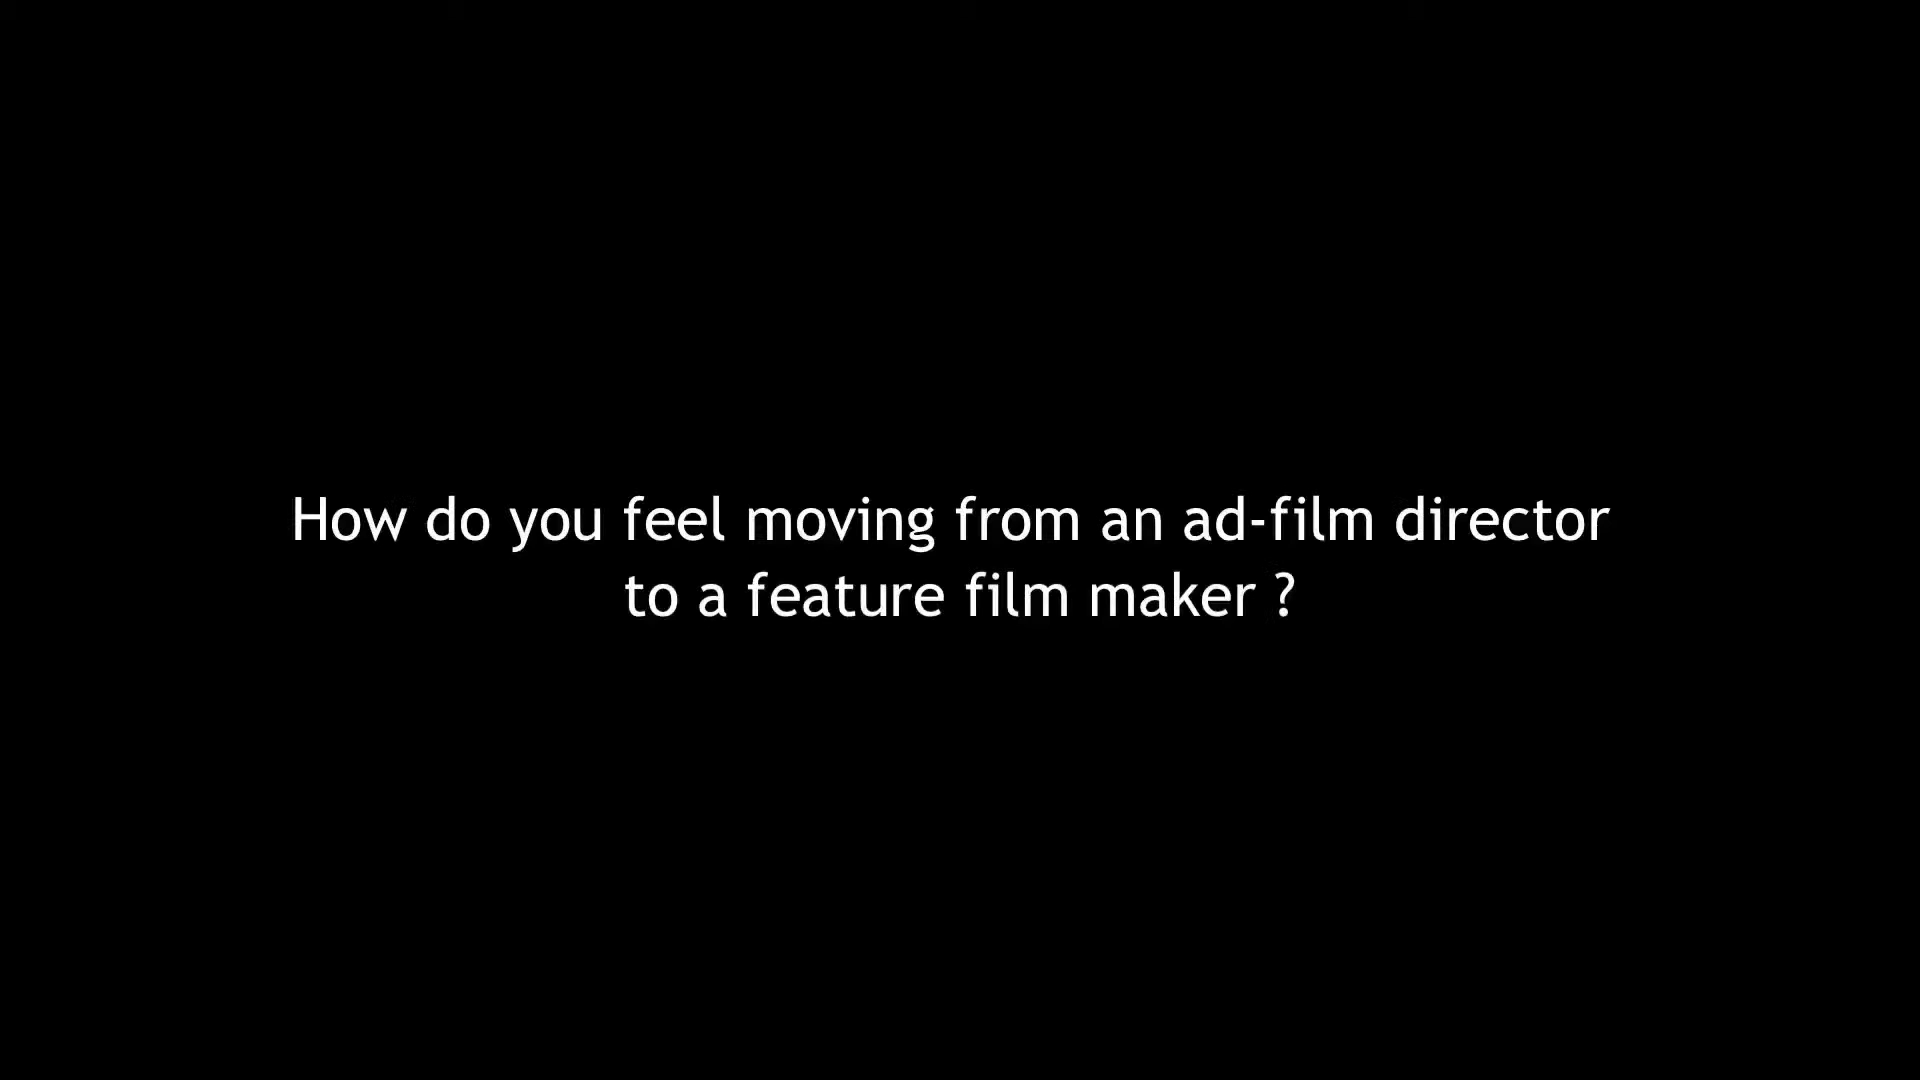 How do you feel moving from an ad-film director
to a feature film maker ?